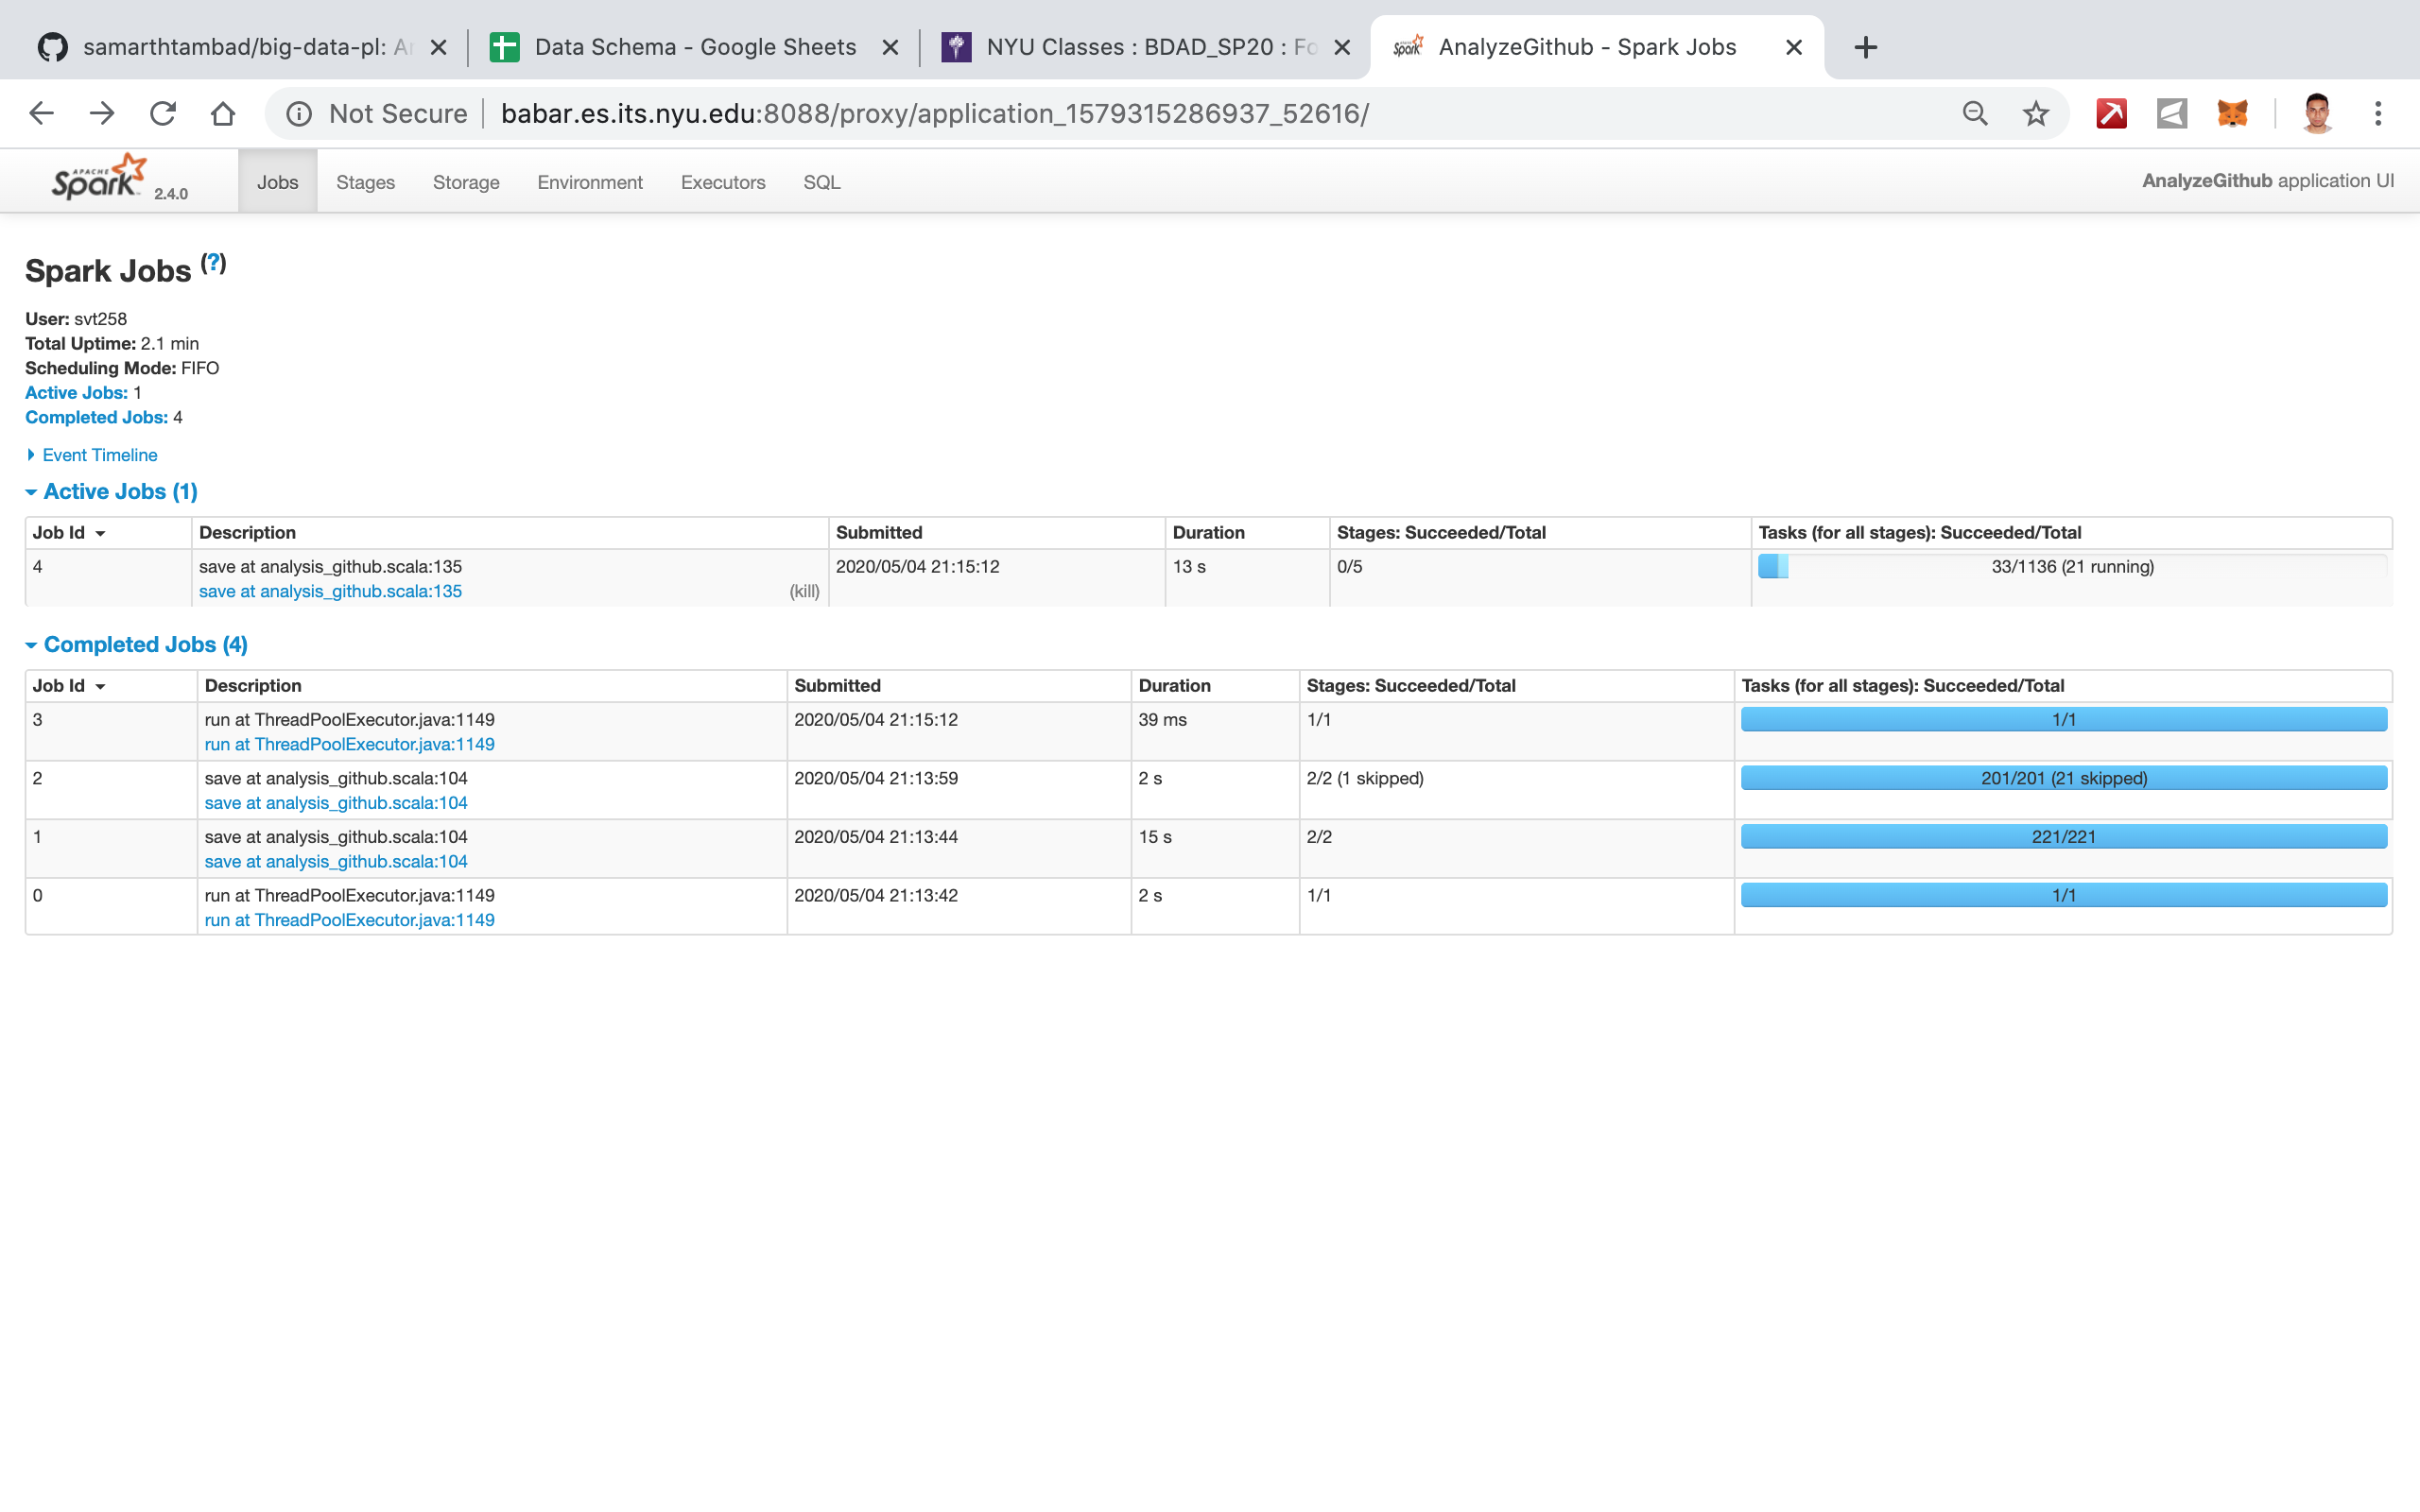 samarthtambad/big-data-pl: A
Data Schema - Google Sheets
NYU Classes : BDAD_SP20 : Fo
Spark AnalyzeGithub - Spark Jobs
Not Secure babar.es.its.nyu.edu:8088/proxy/application_1579315286937_52616/
APACHE Spark 2.4.0 Jobs Stages Storage Environment Executors SQL AnalyzeGithub application UI
Spark Jobs (?)
User: svt258
Total Uptime: 2.1 min
Scheduling Mode: FIFO
Active Jobs: 1
Completed Jobs: 4
Event Timeline
Active Jobs (1)
Job Id Description Submitted Duration Stages: Succeeded/Total Tasks (for all stages): Succeeded/Total
4 save at analysis_github.scala:135 2020/05/04 21:15:12 13 s 0/5 33/1136 (21 running)
save at analysis_github.scala:135 (kill)
Completed Jobs (4)
Job Id Description Submitted Duration Stages: Succeeded/Total Tasks (for all stages): Succeeded/Total
3 run at ThreadPoolExecutor.java:1149 2020/05/04 21:15:12 39 ms 1/1 1/1
run at ThreadPoolExecutor.java:1149
2 save at analysis_github.scala:104 2020/05/04 21:13:59 2 s 2/2 (1 skipped) 201/201 (21 skipped)
save at analysis_github.scala:104
1 save at analysis_github.scala:104 2020/05/04 21:13:44 15 s 2/2 221/221
save at analysis_github.scala:104
0 run at ThreadPoolExecutor.java:1149 2020/05/04 21:13:42 2 s 1/1 1/1
run at ThreadPoolExecutor.java:1149